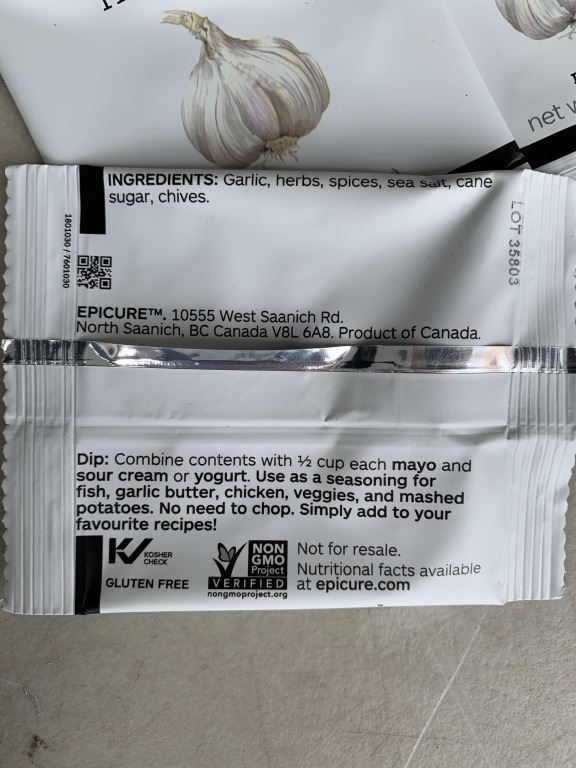 net
INGREDIENTS: Garlic, herbs, spices, sea salt, cane
sugar, chives.
LOT 35803
1801030 / 7601030
EPICURE™. 10555 West Saanich Rd.
North Saanich, BC Canada V8L 6A8. Product of Canada.
Dip: Combine contents with ½ cup each mayo and
sour cream or yogurt. Use as a seasoning for
fish, garlic butter, chicken, veggies, and mashed
potatoes. No need to chop. Simply add to your
favourite recipes!
KV KOSHER
CHECK
GLUTEN FREE
NON
GMO
Project
VERIFIED
nongmoproject.org
Not for resale.
Nutritional facts available
at epicure.com